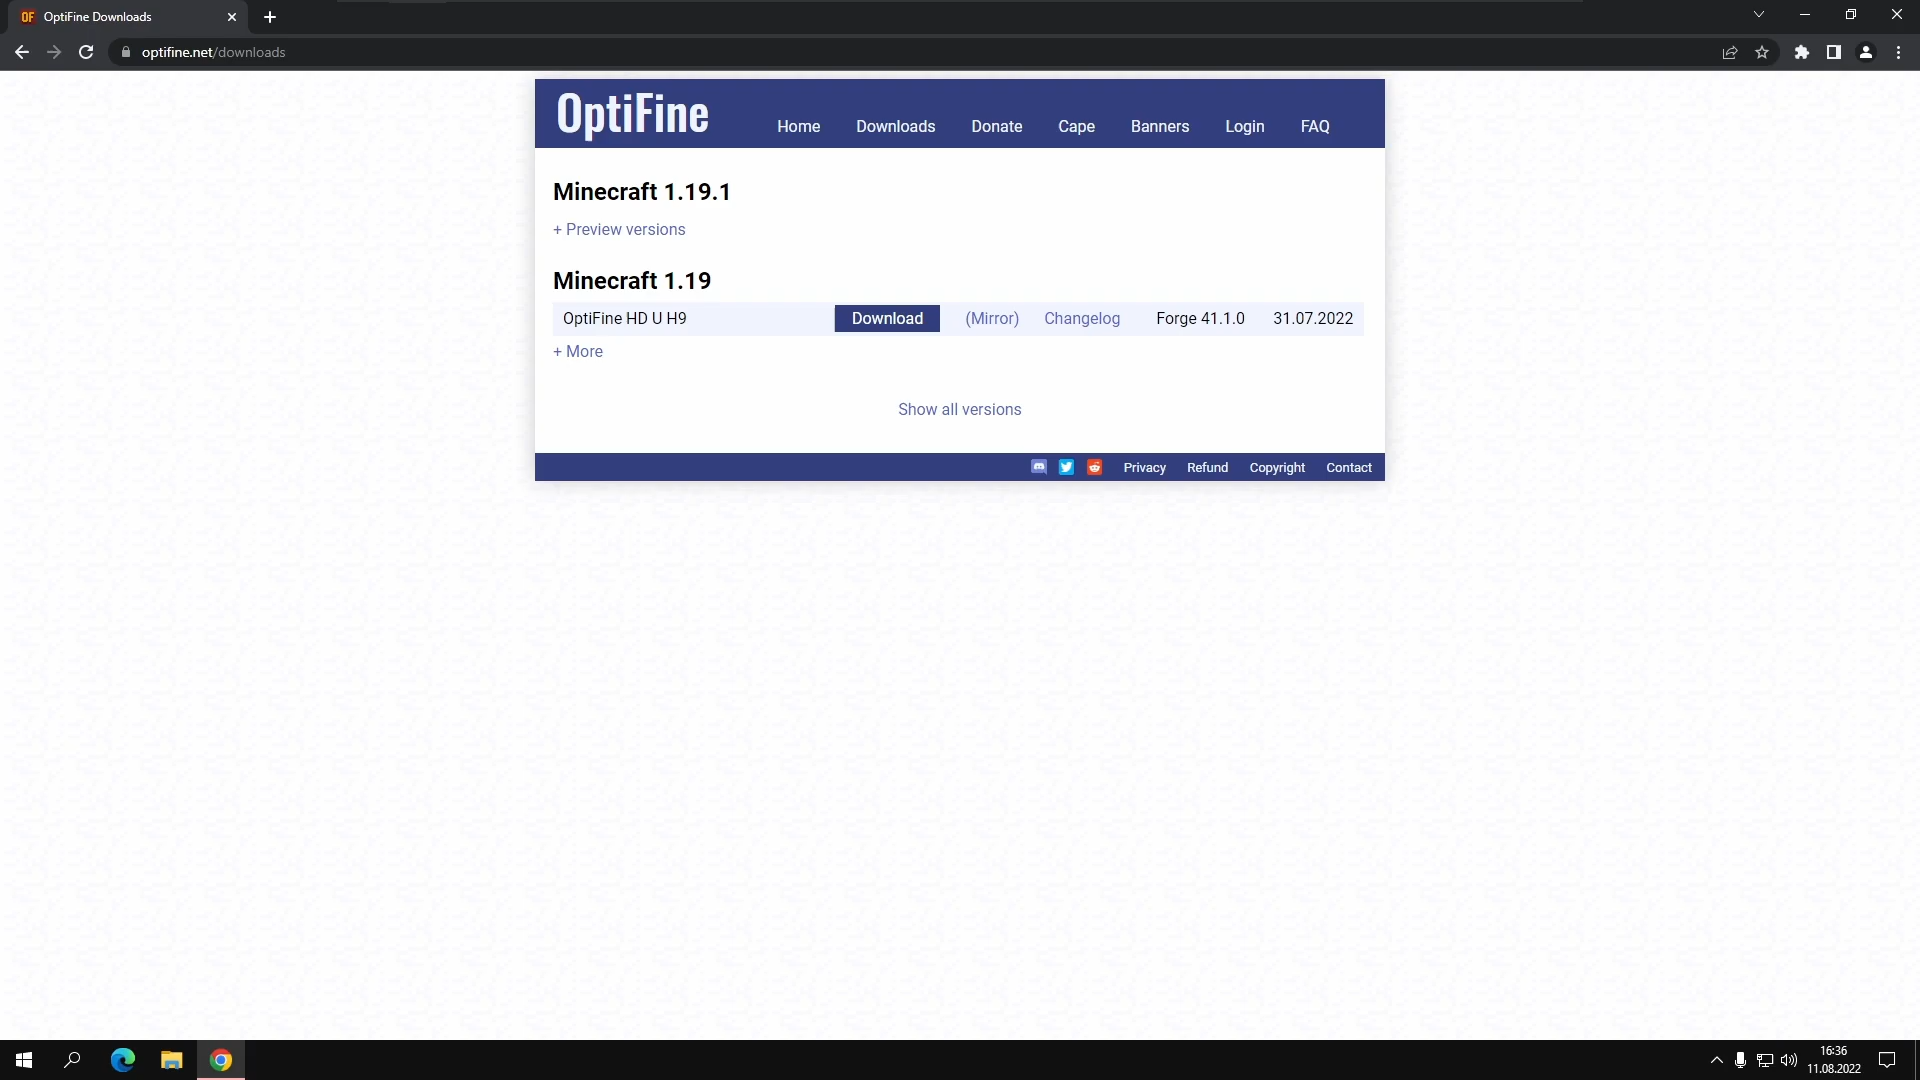 OF OptiFine Downloads
optifine.net/downloads
OptiFine
Home Downloads Donate Cape Banners Login FAQ
Minecraft 1.19.1
+ Preview versions
Minecraft 1.19
OptiFine HD U H9 Download (Mirror) Changelog Forge 41.1.0 31.07.2022
+ More
Show all versions
Privacy Refund Copyright Contact
16:36
11.08.2022